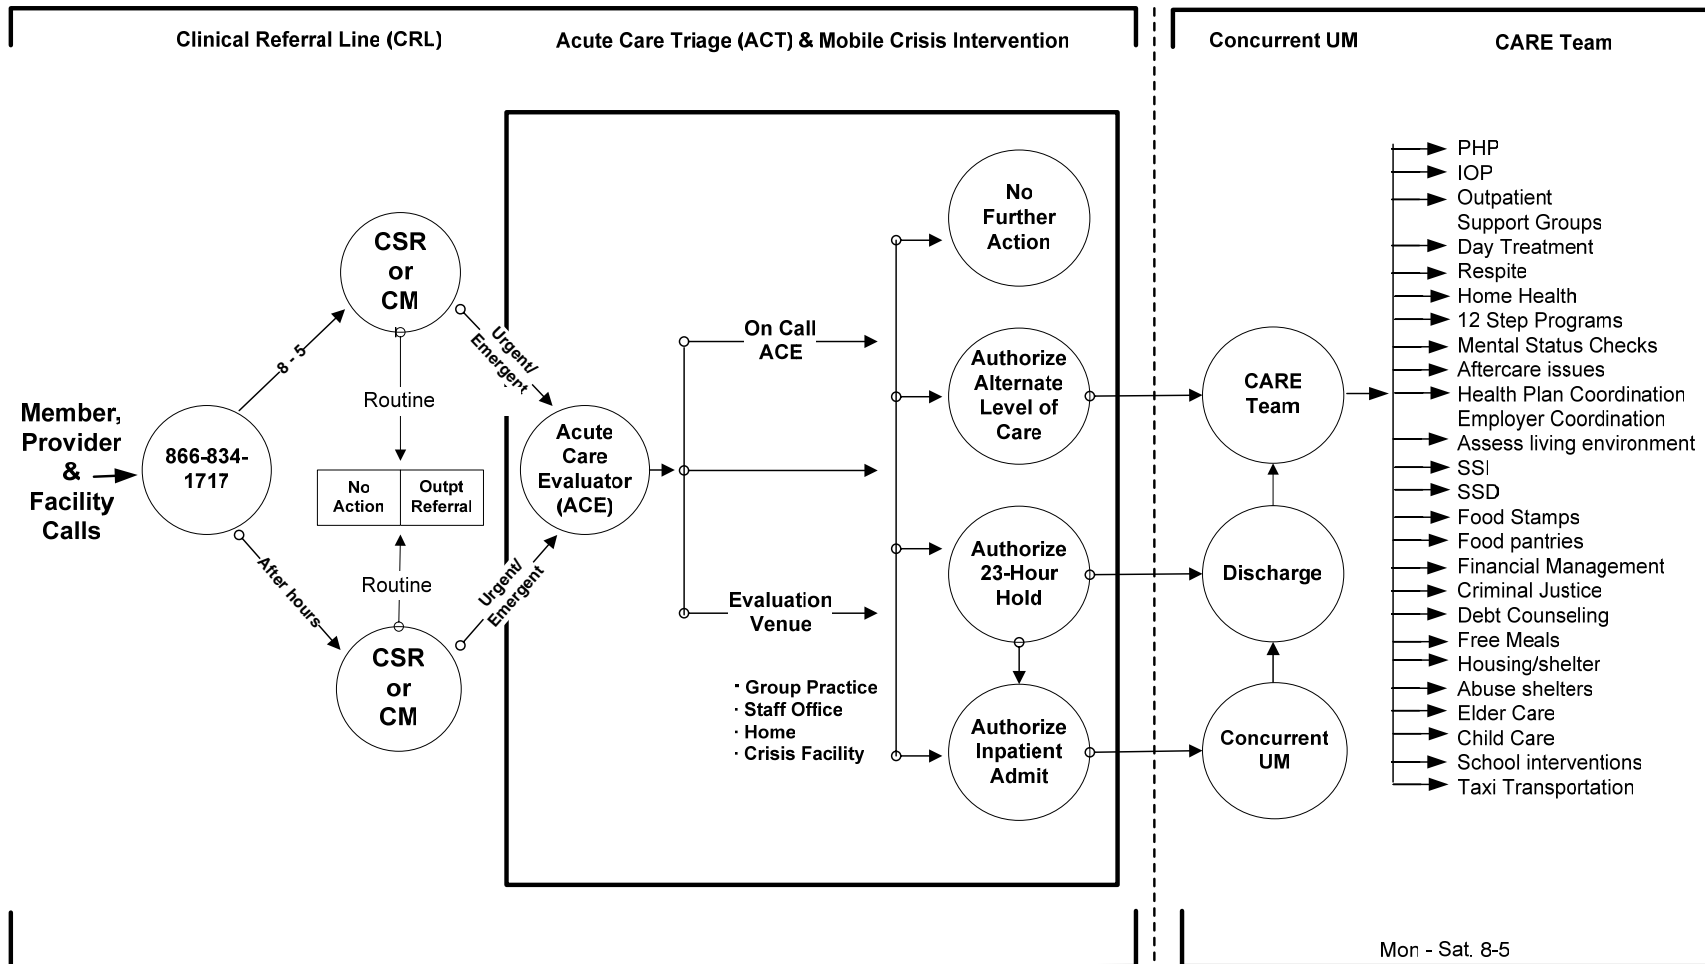 Clinical Referral Line (CRL)
Acute Care Triage (ACT) & Mobile Crisis Intervention
Concurrent UM
CARE Team
Member,
Provider
&
Facility
Calls
866-834-
1717
8 - 5
After hours
CSR
or
CM
Routine
No
Action
Outpt
Referral
Routine
CSR
or
CM
Urgent/
Emergent
Urgent/
Emergent
Acute
Care
Evaluator
(ACE)
On Call
ACE
Evaluation
Venue
· Group Practice
· Staff Office
· Home
· Crisis Facility
No
Further
Action
Authorize
Alternate
Level of
Care
Authorize
23-Hour
Hold
Authorize
Inpatient
Admit
CARE
Team
Discharge
Concurrent
UM
PHP
IOP
Outpatient
Support Groups
Day Treatment
Respite
Home Health
12 Step Programs
Mental Status Checks
Aftercare issues
Health Plan Coordination
Employer Coordination
Assess living environment
SSI
SSD
Food Stamps
Food pantries
Financial Management
Criminal Justice
Debt Counseling
Free Meals
Housing/shelter
Abuse shelters
Elder Care
Child Care
School interventions
Taxi Transportation
Mon - Sat. 8-5